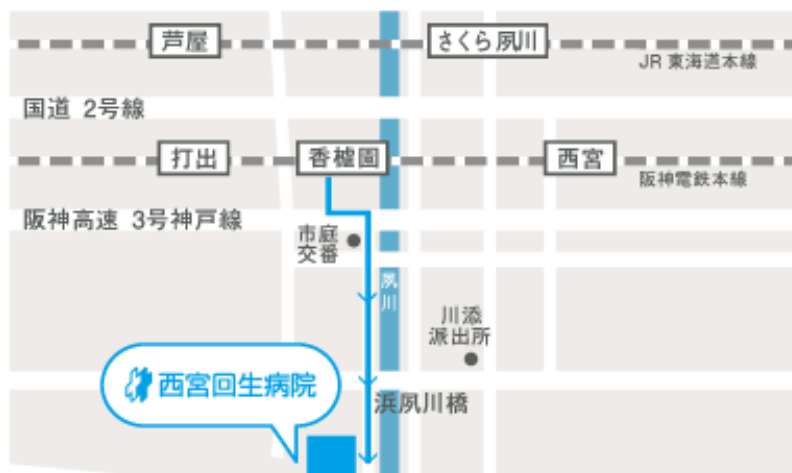 芦屋
さくら夙川
JR 東海道本線
国道 2号線
打出
香櫨園
西宮
阪神電鉄本線
阪神高速 3号神戸線
市庭
交番
夙川
川添
派出所
西宮回生病院
浜夙川橋